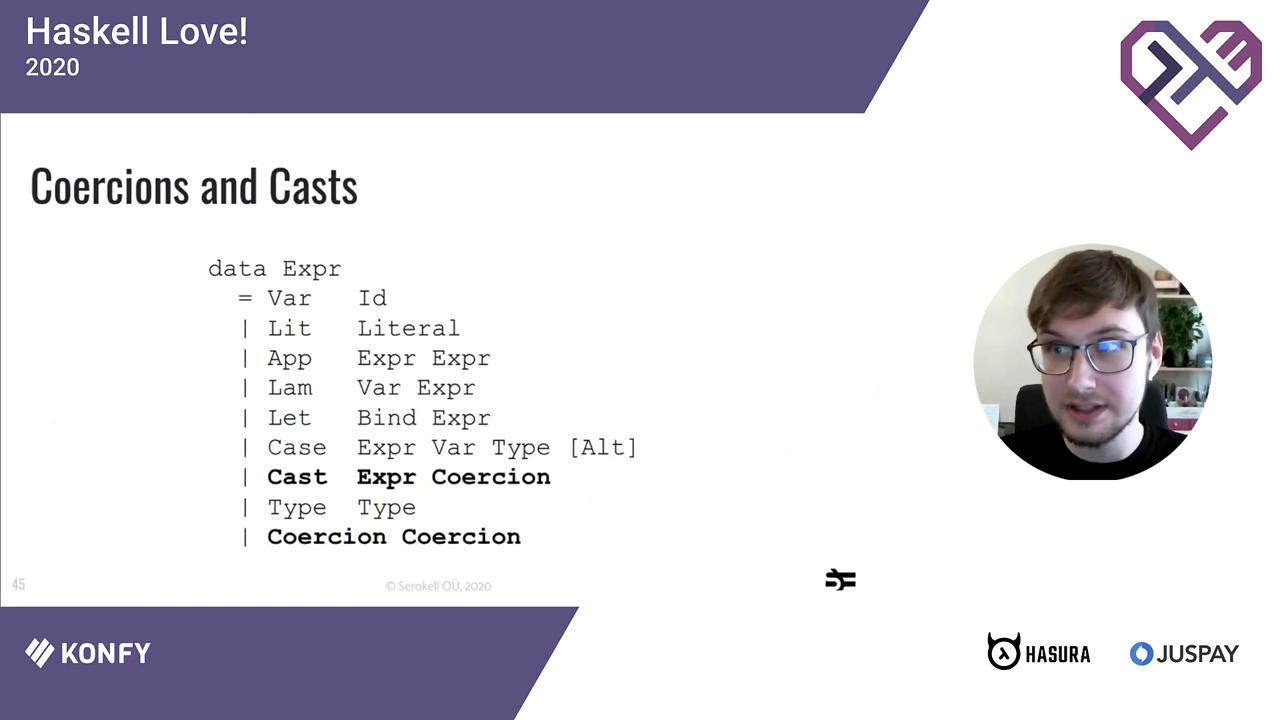 Haskell Love!
2020
Coercions and Casts
data Expr
= Var Id
| Lit Literal
| App Expr Expr
| Lam Var Expr
| Let Bind Expr
| Case Expr Var Type [Alt]
| Cast Expr Coercion
| Type Type
| Coercion Coercion
45
© Serokell OÜ, 2020
KONFY
HASURA
JUSPAY